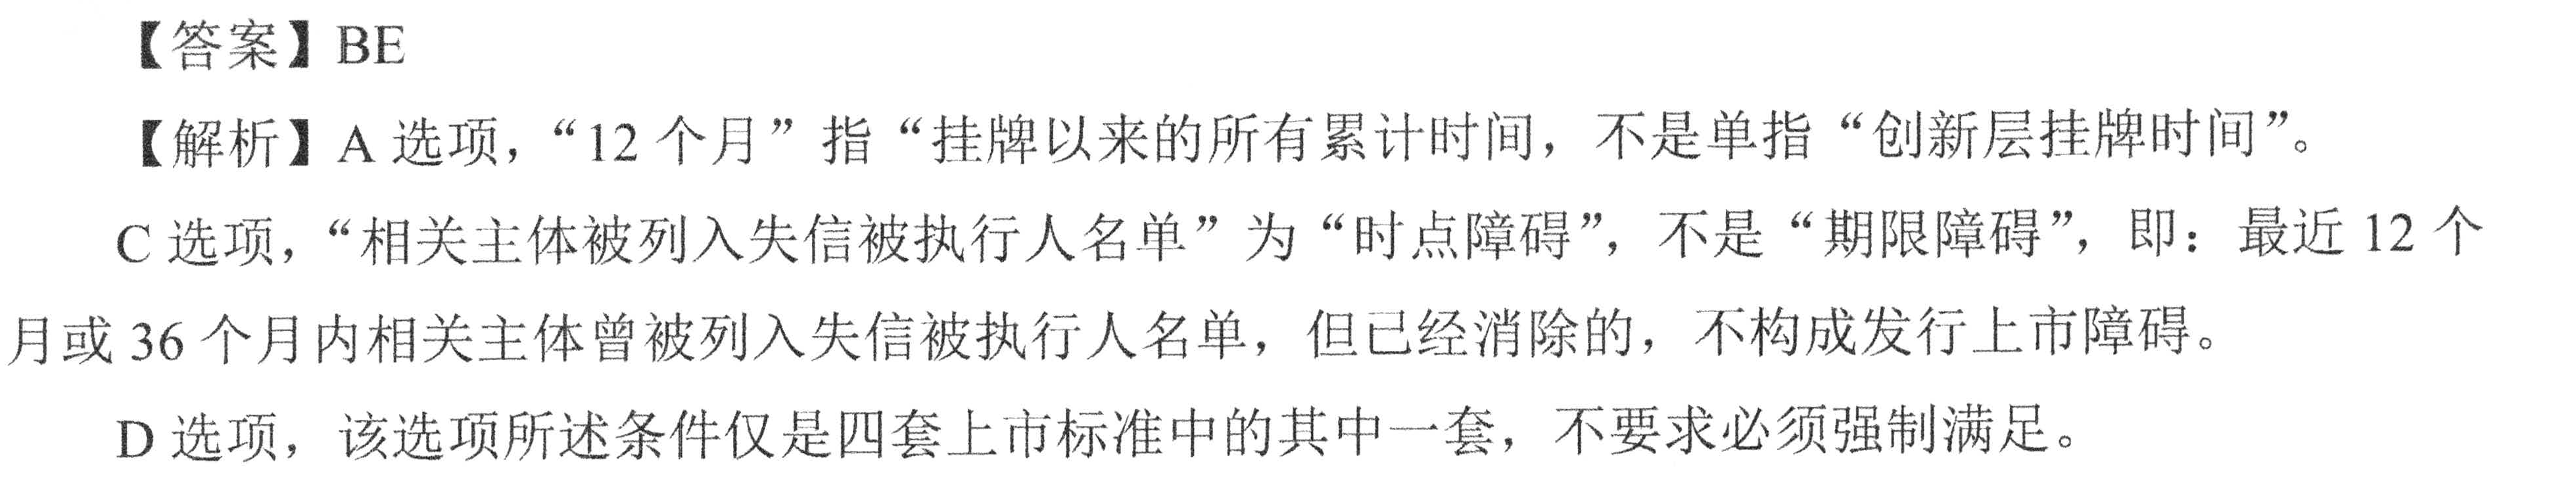 【答案】BE
【解析】A 选项，“12 个月”指“挂牌以来的所有累计时间，不是单指“创新层挂牌时间”。
C 选项，“相关主体被列入失信被执行人名单”为“时点障碍”，不是“期限障碍”，即：最近 12 个
月或 36 个月内相关主体曾被列入失信被执行人名单，但已经消除的，不构成发行上市障碍。
D 选项，该选项所述条件仅是四套上市标准中的其中一套，不要求必须强制满足。